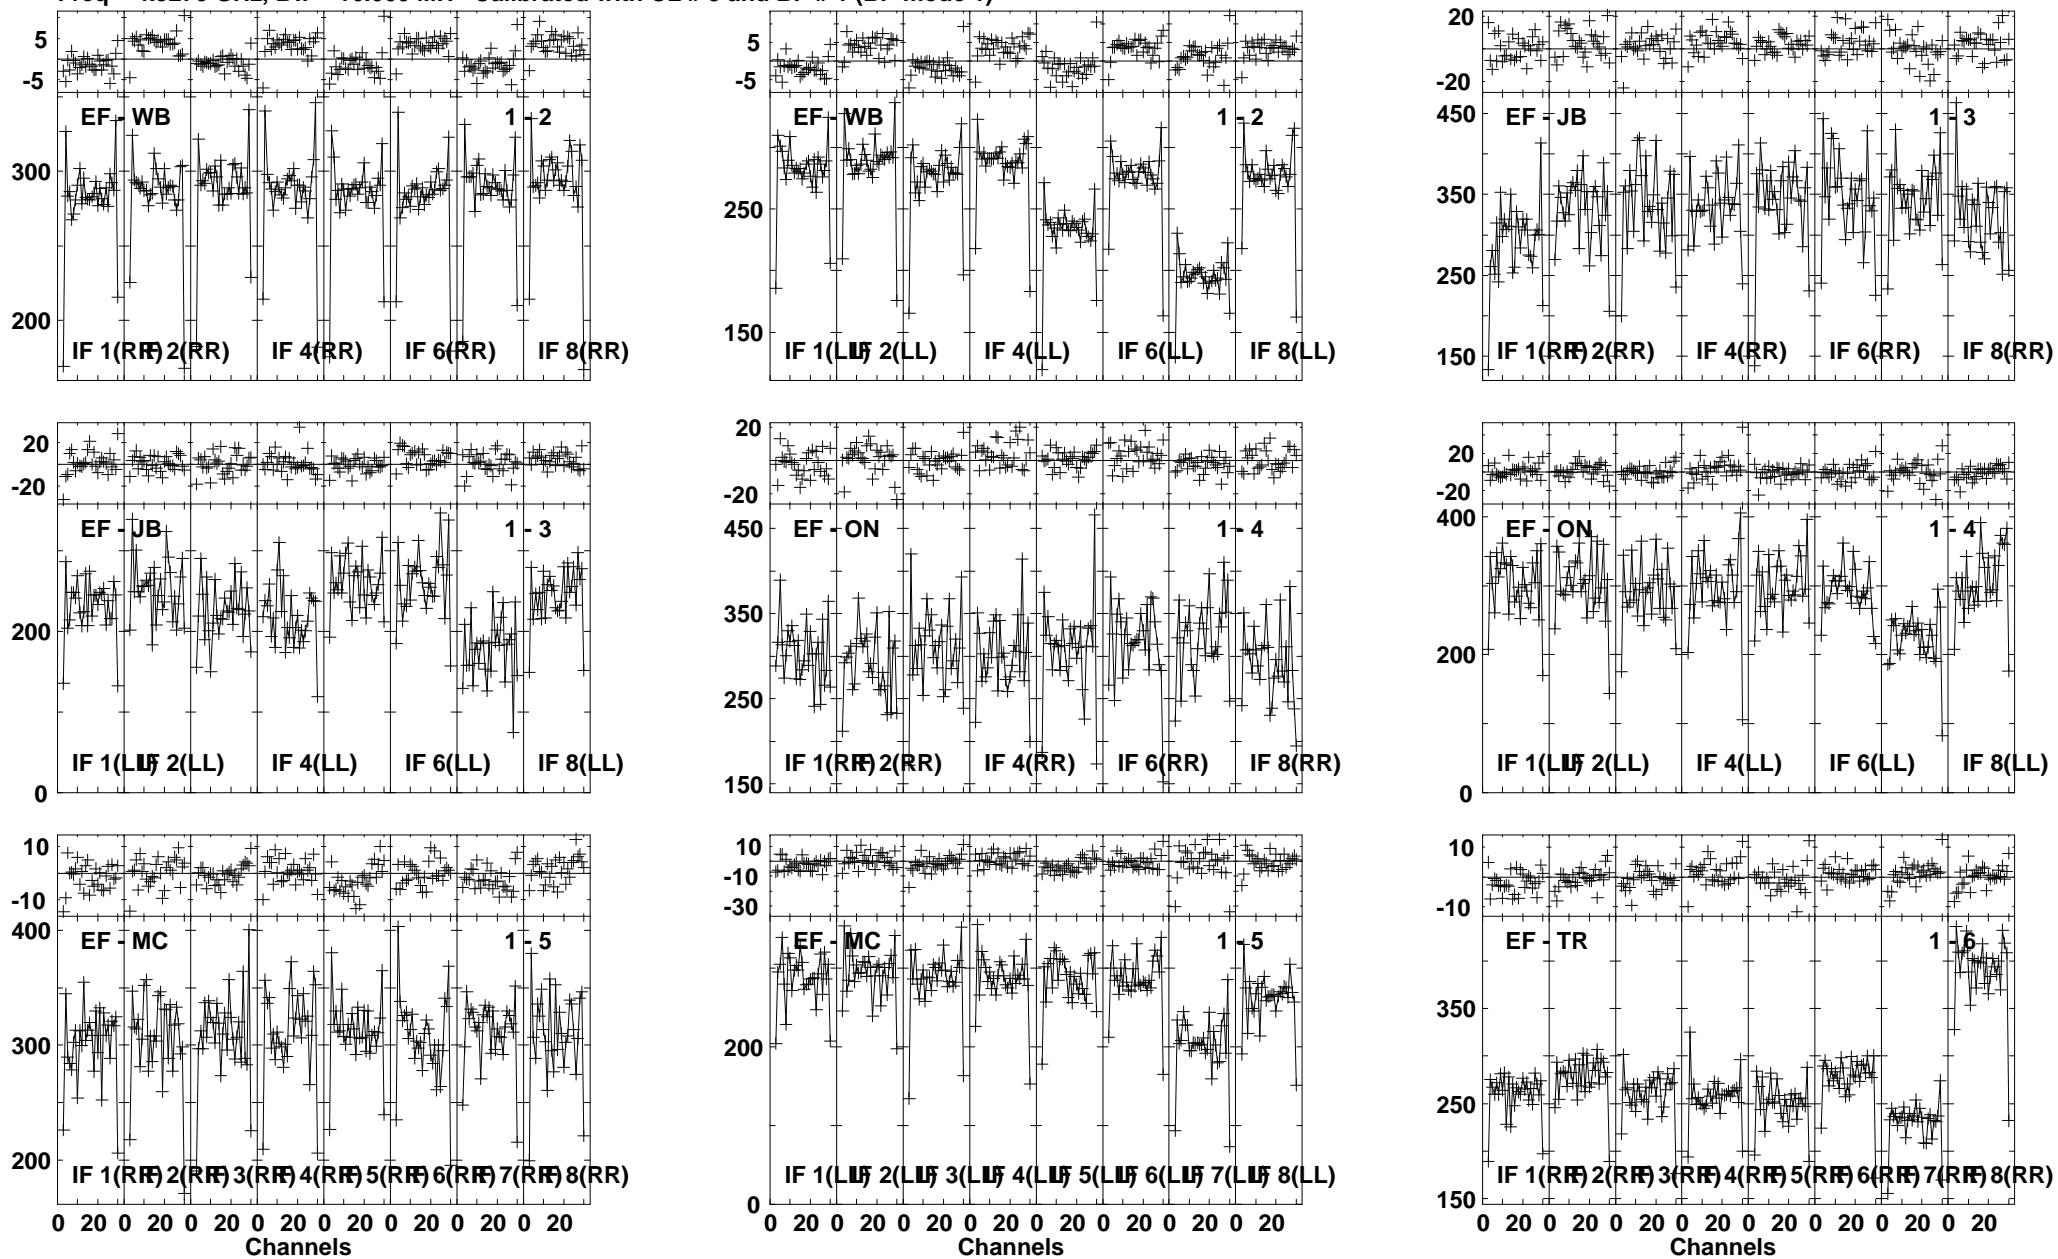 5
-5
EF - WB
1 - 2
300
200
IF 1(RR)
IF 2(RR)
IF 4(RR)
IF 6(RR)
IF 8(RR)
5
-5
EF - WB
1 - 2
250
150
IF 1(LL)
IF 2(LL)
IF 4(LL)
IF 6(LL)
IF 8(LL)
20
-20
450
EF - JB
1 - 3
350
250
150
IF 1(RR)
IF 2(RR)
IF 4(RR)
IF 6(RR)
IF 8(RR)
20
-20
EF - JB
1 - 3
200
IF 1(LL)
IF 2(LL)
IF 4(LL)
IF 6(LL)
IF 8(LL)
0
20
-20
450
EF - ON
1 - 4
350
250
IF 1(RR)
IF 2(RR)
IF 4(RR)
IF 6(RR)
IF 8(RR)
150
20
-20
400
EF - ON
1 - 4
200
IF 1(LL)
IF 2(LL)
IF 4(LL)
IF 6(LL)
IF 8(LL)
0
10
-10
400
EF - MC
1 - 5
300
200
IF 1(RR)
IF 2(RR)
IF 3(RR)
IF 4(RR)
IF 5(RR)
IF 6(RR)
IF 7(RR)
IF 8(RR)
0 20 0 20 0 20 0 20 0 20 0 20 0 20 0 20
Channels
10
-10
-30
EF - MC
1 - 5
200
IF 1(LL)
IF 2(LL)
IF 3(LL)
IF 4(LL)
IF 5(LL)
IF 6(LL)
IF 7(LL)
IF 8(LL)
0
0 20 0 20 0 20 0 20 0 20 0 20 0 20 0 20
Channels
10
-10
EF - TR
1 - 6
350
250
150
IF 1(RR)
IF 2(RR)
IF 3(RR)
IF 4(RR)
IF 5(RR)
IF 6(RR)
IF 7(RR)
IF 8(RR)
0 20 0 20 0 20 0 20 0 20 0 20 0 20 0 20
Channels